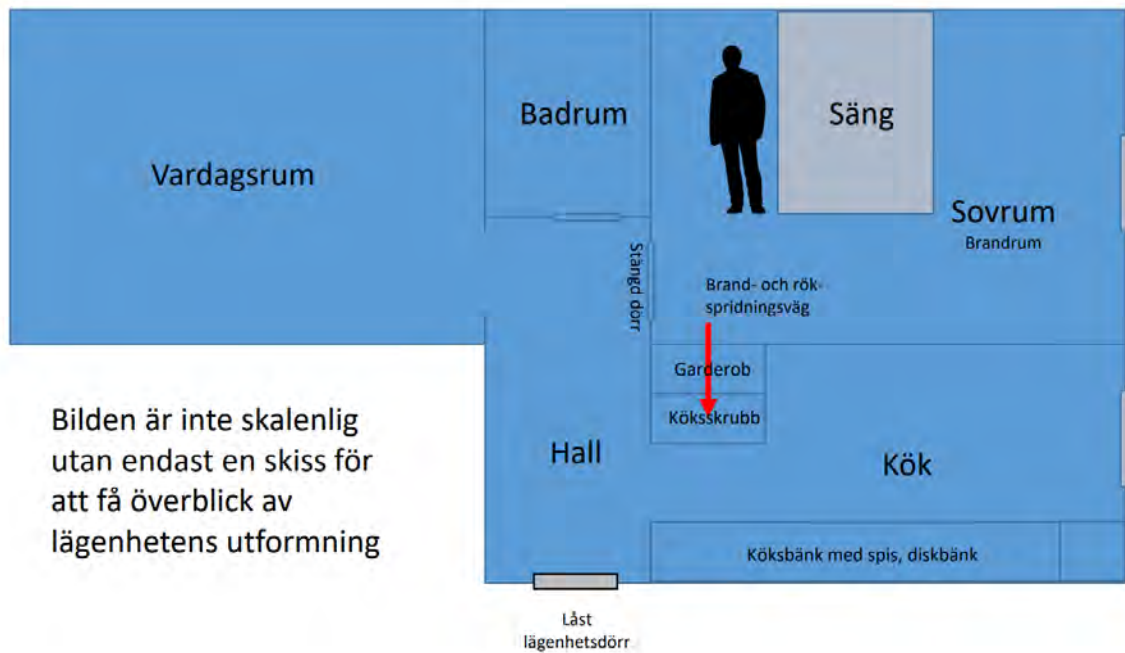 Vardagsrum
Badrum
Säng
Sovrum
Brandrum
Stängd dörr
Brand- och rök-
spridningsväg
Garderob
Köksskrubb
Hall
Kök
Köksbänk med spis, diskbänk
Bilden är inte skalenlig
utan endast en skiss för
att få överblick av
lägenhetens utformning
Låst
lägenhetsdörr